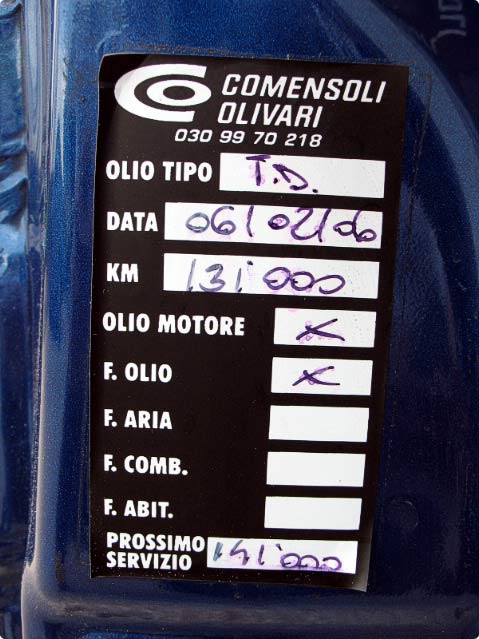 COMENSOLI
OLIVARI
030 99 70 218
OLIO TIPO T.D.
DATA 06/02/06
KM 131'000
OLIO MOTORE X
F. OLIO X
F. ARIA
F. COMB.
F. ABIT.
PROSSIMO
SERVIZIO 141'000